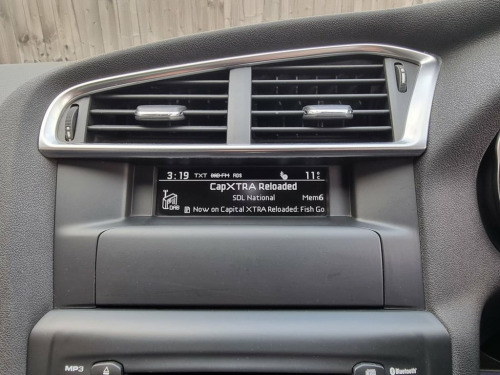 3:19 TXT DAB-FM RDS 11°C
CapXTRA Reloaded
SDL National Mem6
DAB
Now on Capital XTRA Reloaded: Fish Go
MP3 Bluetooth